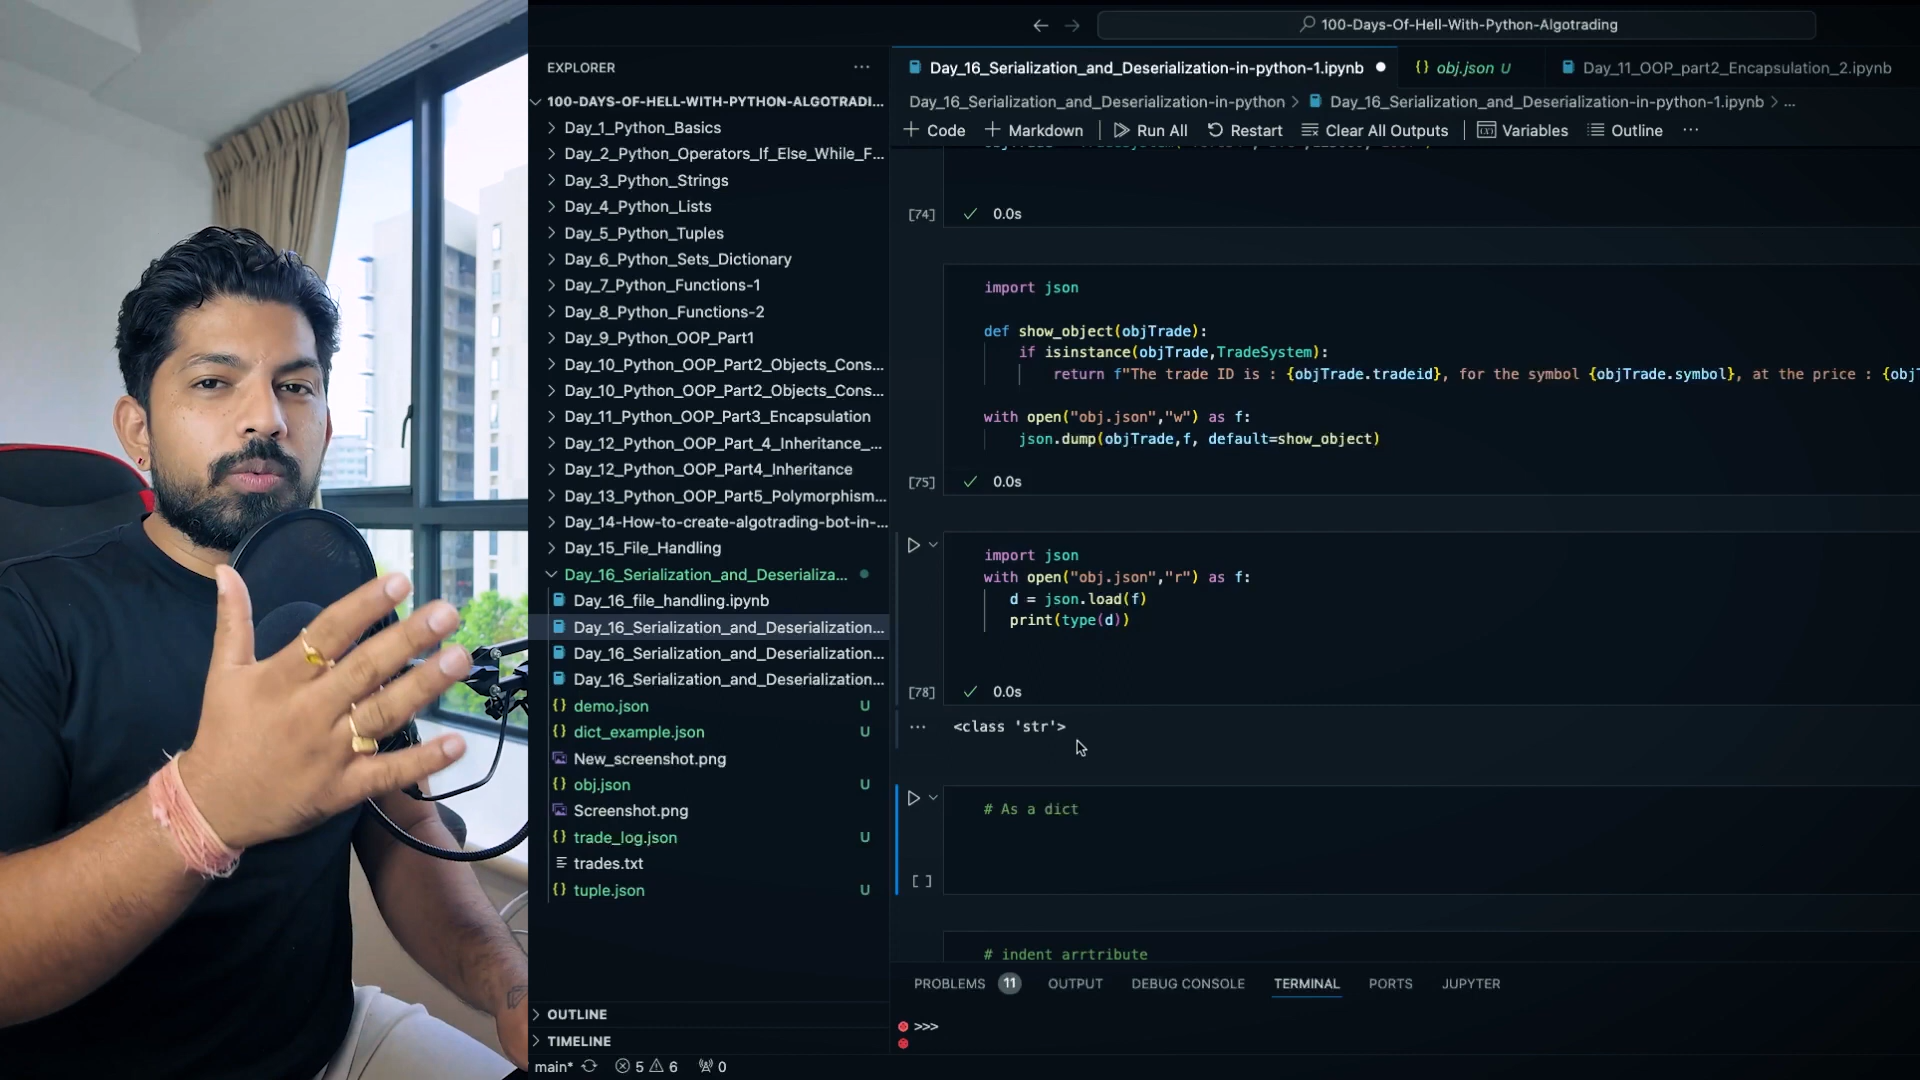 100-Days-Of-Hell-With-Python-Algotrading
EXPLORER
Day_16_Serialization_and_Deserialization-in-python-1.ipynb
obj.json U
Day_11_OOP_part2_Encapsulation_2.ipynb
100-DAYS-OF-HELL-WITH-PYTHON-ALGOTRADI...
Day_16_Serialization_and_Deserialization-in-python > Day_16_Serialization_and_Deserialization-in-python-1.ipynb > ...
+ Code + Markdown Run All Restart Clear All Outputs Variables Outline ...
Day_1_Python_Basics
Day_2_Python_Operators_If_Else_While_F...
Day_3_Python_Strings
Day_4_Python_Lists
Day_5_Python_Tuples
Day_6_Python_Sets_Dictionary
Day_7_Python_Functions-1
Day_8_Python_Functions-2
Day_9_Python_OOP_Part1
Day_10_Python_OOP_Part2_Objects_Cons...
Day_10_Python_OOP_Part2_Objects_Cons...
Day_11_Python_OOP_Part3_Encapsulation
Day_12_Python_OOP_Part_4_Inheritance_...
Day_12_Python_OOP_Part4_Inheritance
Day_13_Python_OOP_Part5_Polymorphism...
Day_14-How-to-create-algotrading-bot-in-...
Day_15_File_Handling
Day_16_Serialization_and_Deserializa...
Day_16_file_handling.ipynb
Day_16_Serialization_and_Deserialization...
Day_16_Serialization_and_Deserialization...
Day_16_Serialization_and_Deserialization...
demo.json U
dict_example.json U
New_screenshot.png
obj.json U
Screenshot.png
trade_log.json U
trades.txt
tuple.json U
OUTLINE
TIMELINE
main* 5 6 0
[74] 0.0s
import json
def show_object(objTrade):
if isinstance(objTrade,TradeSystem):
return f"The trade ID is : {objTrade.tradeid}, for the symbol {objTrade.symbol}, at the price : {objT
with open("obj.json","w") as f:
json.dump(objTrade,f, default=show_object)
[75] 0.0s
import json
with open("obj.json","r") as f:
d = json.load(f)
print(type(d))
[78] 0.0s
... <class 'str'>
# As a dict
[ ]
# indent arrtribute
PROBLEMS 11 OUTPUT DEBUG CONSOLE TERMINAL PORTS JUPYTER
>>>